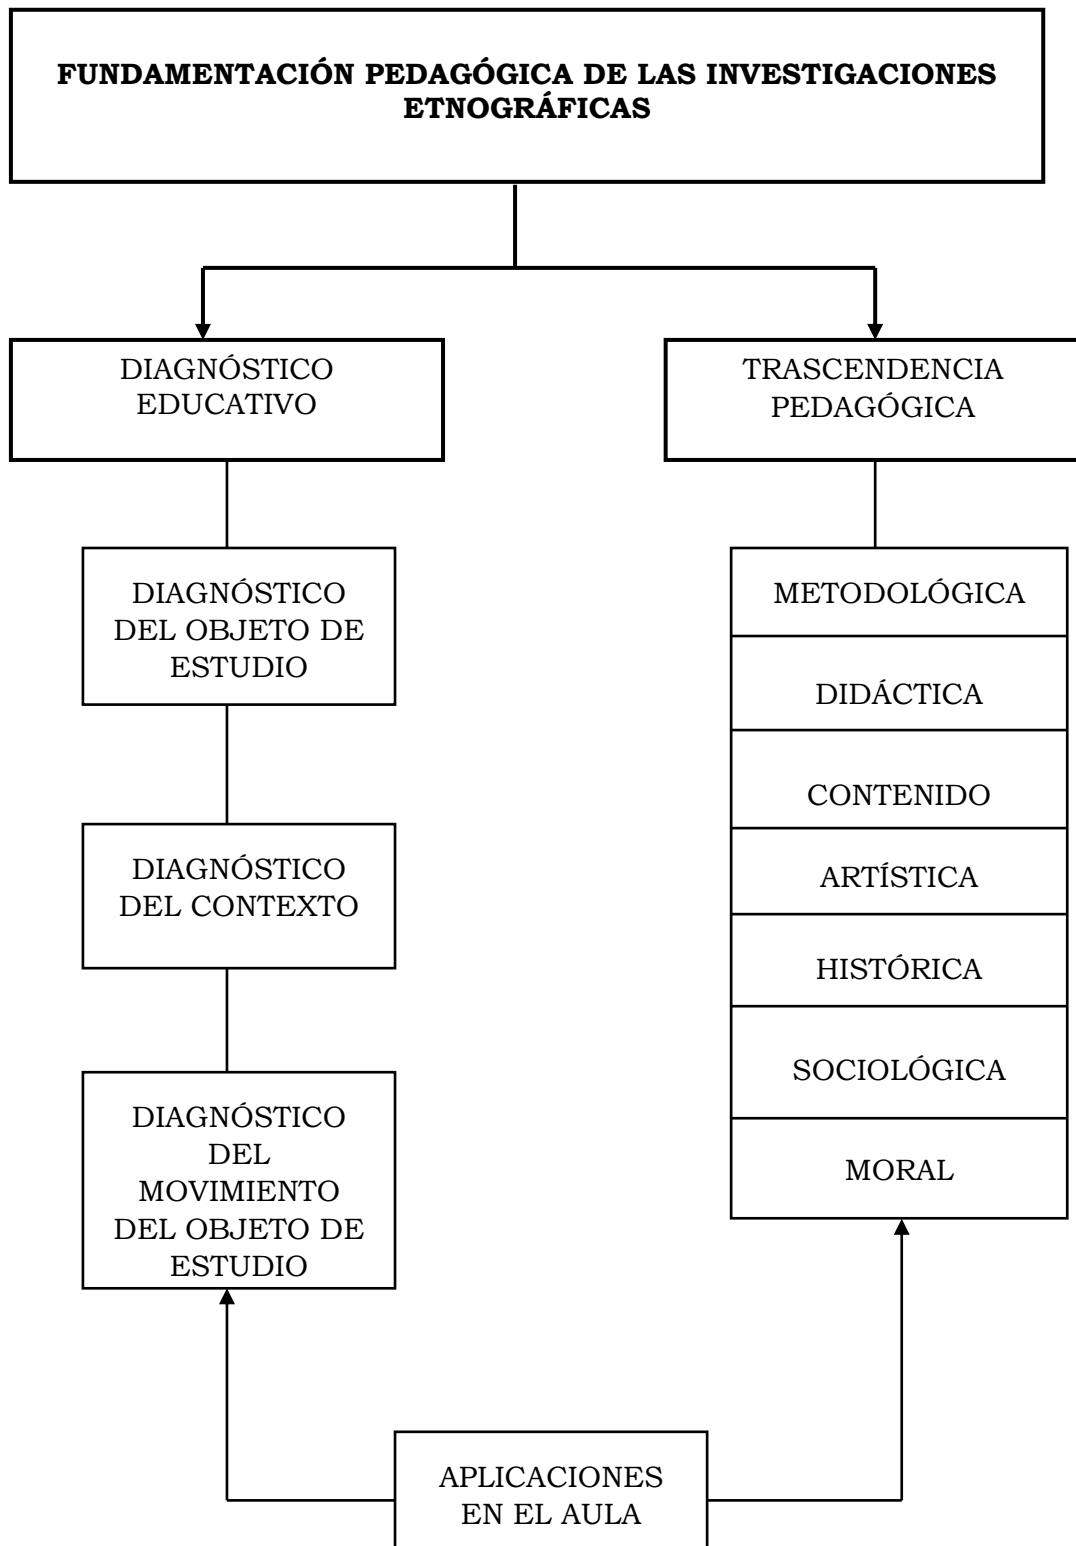 FUNDAMENTACIÓN PEDAGÓGICA DE LAS INVESTIGACIONES
ETNOGRÁFICAS
DIAGNÓSTICO
EDUCATIVO
TRASCENDENCIA
PEDAGÓGICA
DIAGNÓSTICO
DEL OBJETO DE
ESTUDIO
DIAGNÓSTICO
DEL CONTEXTO
DIAGNÓSTICO
DEL
MOVIMIENTO
DEL OBJETO DE
ESTUDIO
METODOLÓGICA
DIDÁCTICA
CONTENIDO
ARTÍSTICA
HISTÓRICA
SOCIOLÓGICA
MORAL
APLICACIONES
EN EL AULA